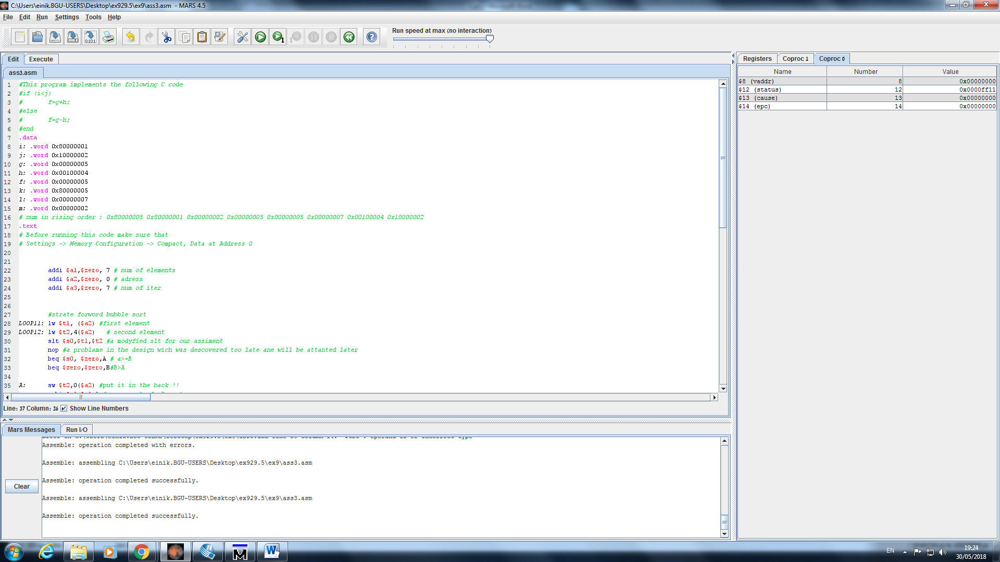 C:\Users\einik.BGU-USERS\Desktop\ex929.5\ex9\ass3.asm - MARS 4.5
File Edit Run Settings Tools Help
Run speed at max (no interaction)
Edit Execute
ass3.asm
1 #This program implements the following C code
2 #if (i<j)
3 # f=g+h;
4 #else
5 # f=g-h;
6 #end
7 .data
8 i: .word 0x80000001
9 j: .word 0x10000002
10 g: .word 0x00000005
11 h: .word 0x00100004
12 f: .word 0x00000005
13 k: .word 0x80000005
14 l: .word 0x00000007
15 m: .word 0x00000002
16 # num in rising order : 0x80000005 0x80000001 0x00000002 0x00000005 0x00000005 0x00000007 0x00100004 0x10000002
17 .text
18 # Before running this code make sure that
19 # Settings -> Memory Configuration -> Compact, Data at Address 0
20
21
22 addi $a1,$zero, 7 # num of elements
23 addi $a2,$zero, 0 # adress
24 addi $a3,$zero, 7 # num of iter
25
26
27 #strate forword bubble sort
28 LOOP11: lw $t1, ($a2) #first element
29 LOOP12: lw $t2,4($a2) # second element
30 slt $s0,$t1,$t2 #a modyfied slt for our assiment
31 nop #a problame in the design wich was descovered too late ane will be attanted later
32 beq $s0, $zero,A # a>=B
33 beq $zero,$zero,B#B>A
34
35 A: sw $t2,0($a2) #put it in the back !!
Line: 37 Column: 26 Show Line Numbers
Mars Messages Run I/O
Assemble: operation completed with errors.
Assemble: assembling C:\Users\einik.BGU-USERS\Desktop\ex929.5\ex9\ass3.asm
Assemble: operation completed successfully.
Assemble: assembling C:\Users\einik.BGU-USERS\Desktop\ex929.5\ex9\ass3.asm
Assemble: operation completed successfully.
Clear
Registers Coproc 1 Coproc 0
Name Number Value
$8 (vaddr) 8 0x00000000
$12 (status) 12 0x0000ff11
$13 (cause) 13 0x00000000
$14 (epc) 14 0x00000000
EN
19:24
30/05/2018